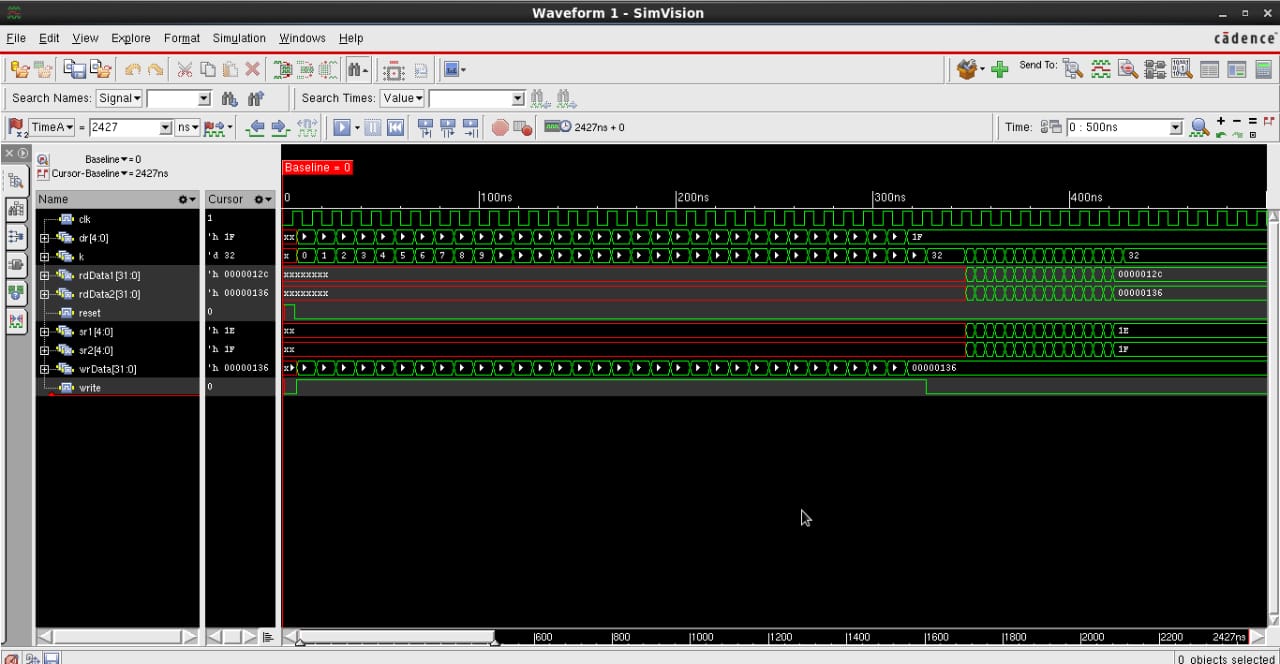 Waveform 1 - SimVision
File Edit View Explore Format Simulation Windows Help
cādence
Send To:
Search Names: Signal Search Times: Value
TimeA = 2427 ns 2427ns + 0 Time: 0 : 500ns
Baseline = 0
Cursor-Baseline = 2427ns
Baseline = 0
Name Cursor 0 100ns 200ns 300ns 400ns
clk 1
dr[4:0] 'h 1F xx 1F
k 'd 32 x 0 1 2 3 4 5 6 7 8 9 32 32
rdData1[31:0] 'h 0000012c xxxxxxxx 0000012c
rdData2[31:0] 'h 00000136 xxxxxxxx 00000136
reset 0
sr1[4:0] 'h 1E xx 1E
sr2[4:0] 'h 1F xx 1F
wrData[31:0] 'h 00000136 x 00000136
write 0
600 800 1000 1200 1400 1600 1800 2000 2200 2427ns
0 objects selected